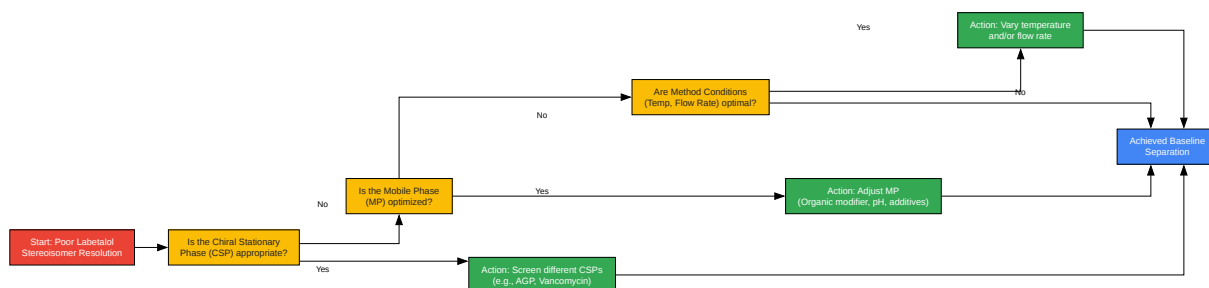 Yes
Action: Vary temperature
and/or flow rate
Are Method Conditions
(Temp, Flow Rate) optimal?
No
No
Achieved Baseline
Separation
Is the Mobile Phase
(MP) optimized?
Yes
Action: Adjust MP
(Organic modifier, pH, additives)
No
Start: Poor Labetalol
Stereoisomer Resolution
Is the Chiral Stationary
Phase (CSP) appropriate?
Yes
Action: Screen different CSPs
(e.g., AGP, Vancomycin)